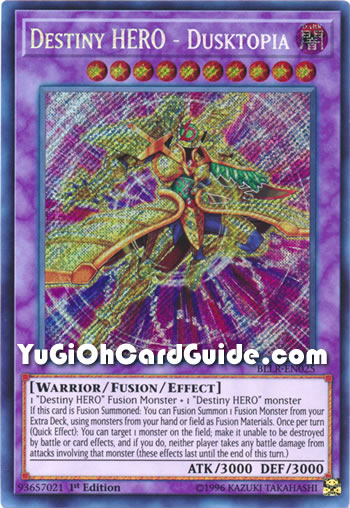 DESTINY HERO - DUSKTOPIA
闇
YuGiOhCardGuide.com
BLLR-EN025
[WARRIOR/FUSION/EFFECT]
1 "Destiny HERO" Fusion Monster + 1 "Destiny HERO" monster
If this card is Fusion Summoned: You can Fusion Summon 1 Fusion Monster from your
Extra Deck, using monsters from your hand or field as Fusion Materials. Once per turn
(Quick Effect): You can target 1 monster on the field; make it unable to be destroyed
by battle or card effects, and if you do, neither player takes any battle damage from
attacks involving that monster (these effects last until the end of this turn.)
ATK/3000 DEF/3000
93657021 1st Edition ©1996 KAZUKI TAKAHASHI